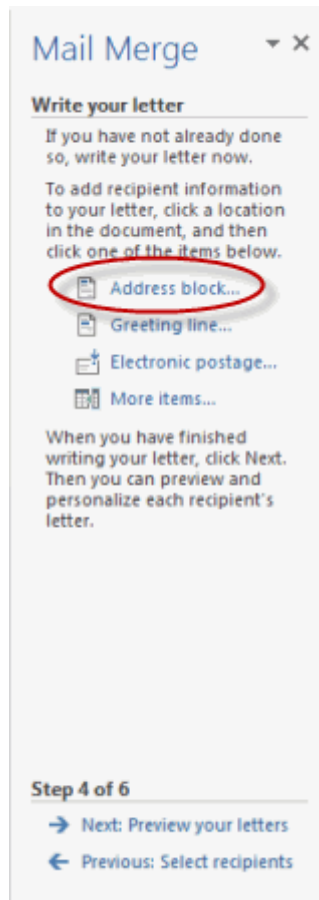 Mail Merge
Write your letter
If you have not already done
so, write your letter now.
To add recipient information
to your letter, click a location
in the document, and then
click one of the items below.
Address block...
Greeting line...
Electronic postage...
More items...
When you have finished
writing your letter, click Next.
Then you can preview and
personalize each recipient's
letter.
Step 4 of 6
Next: Preview your letters
Previous: Select recipients